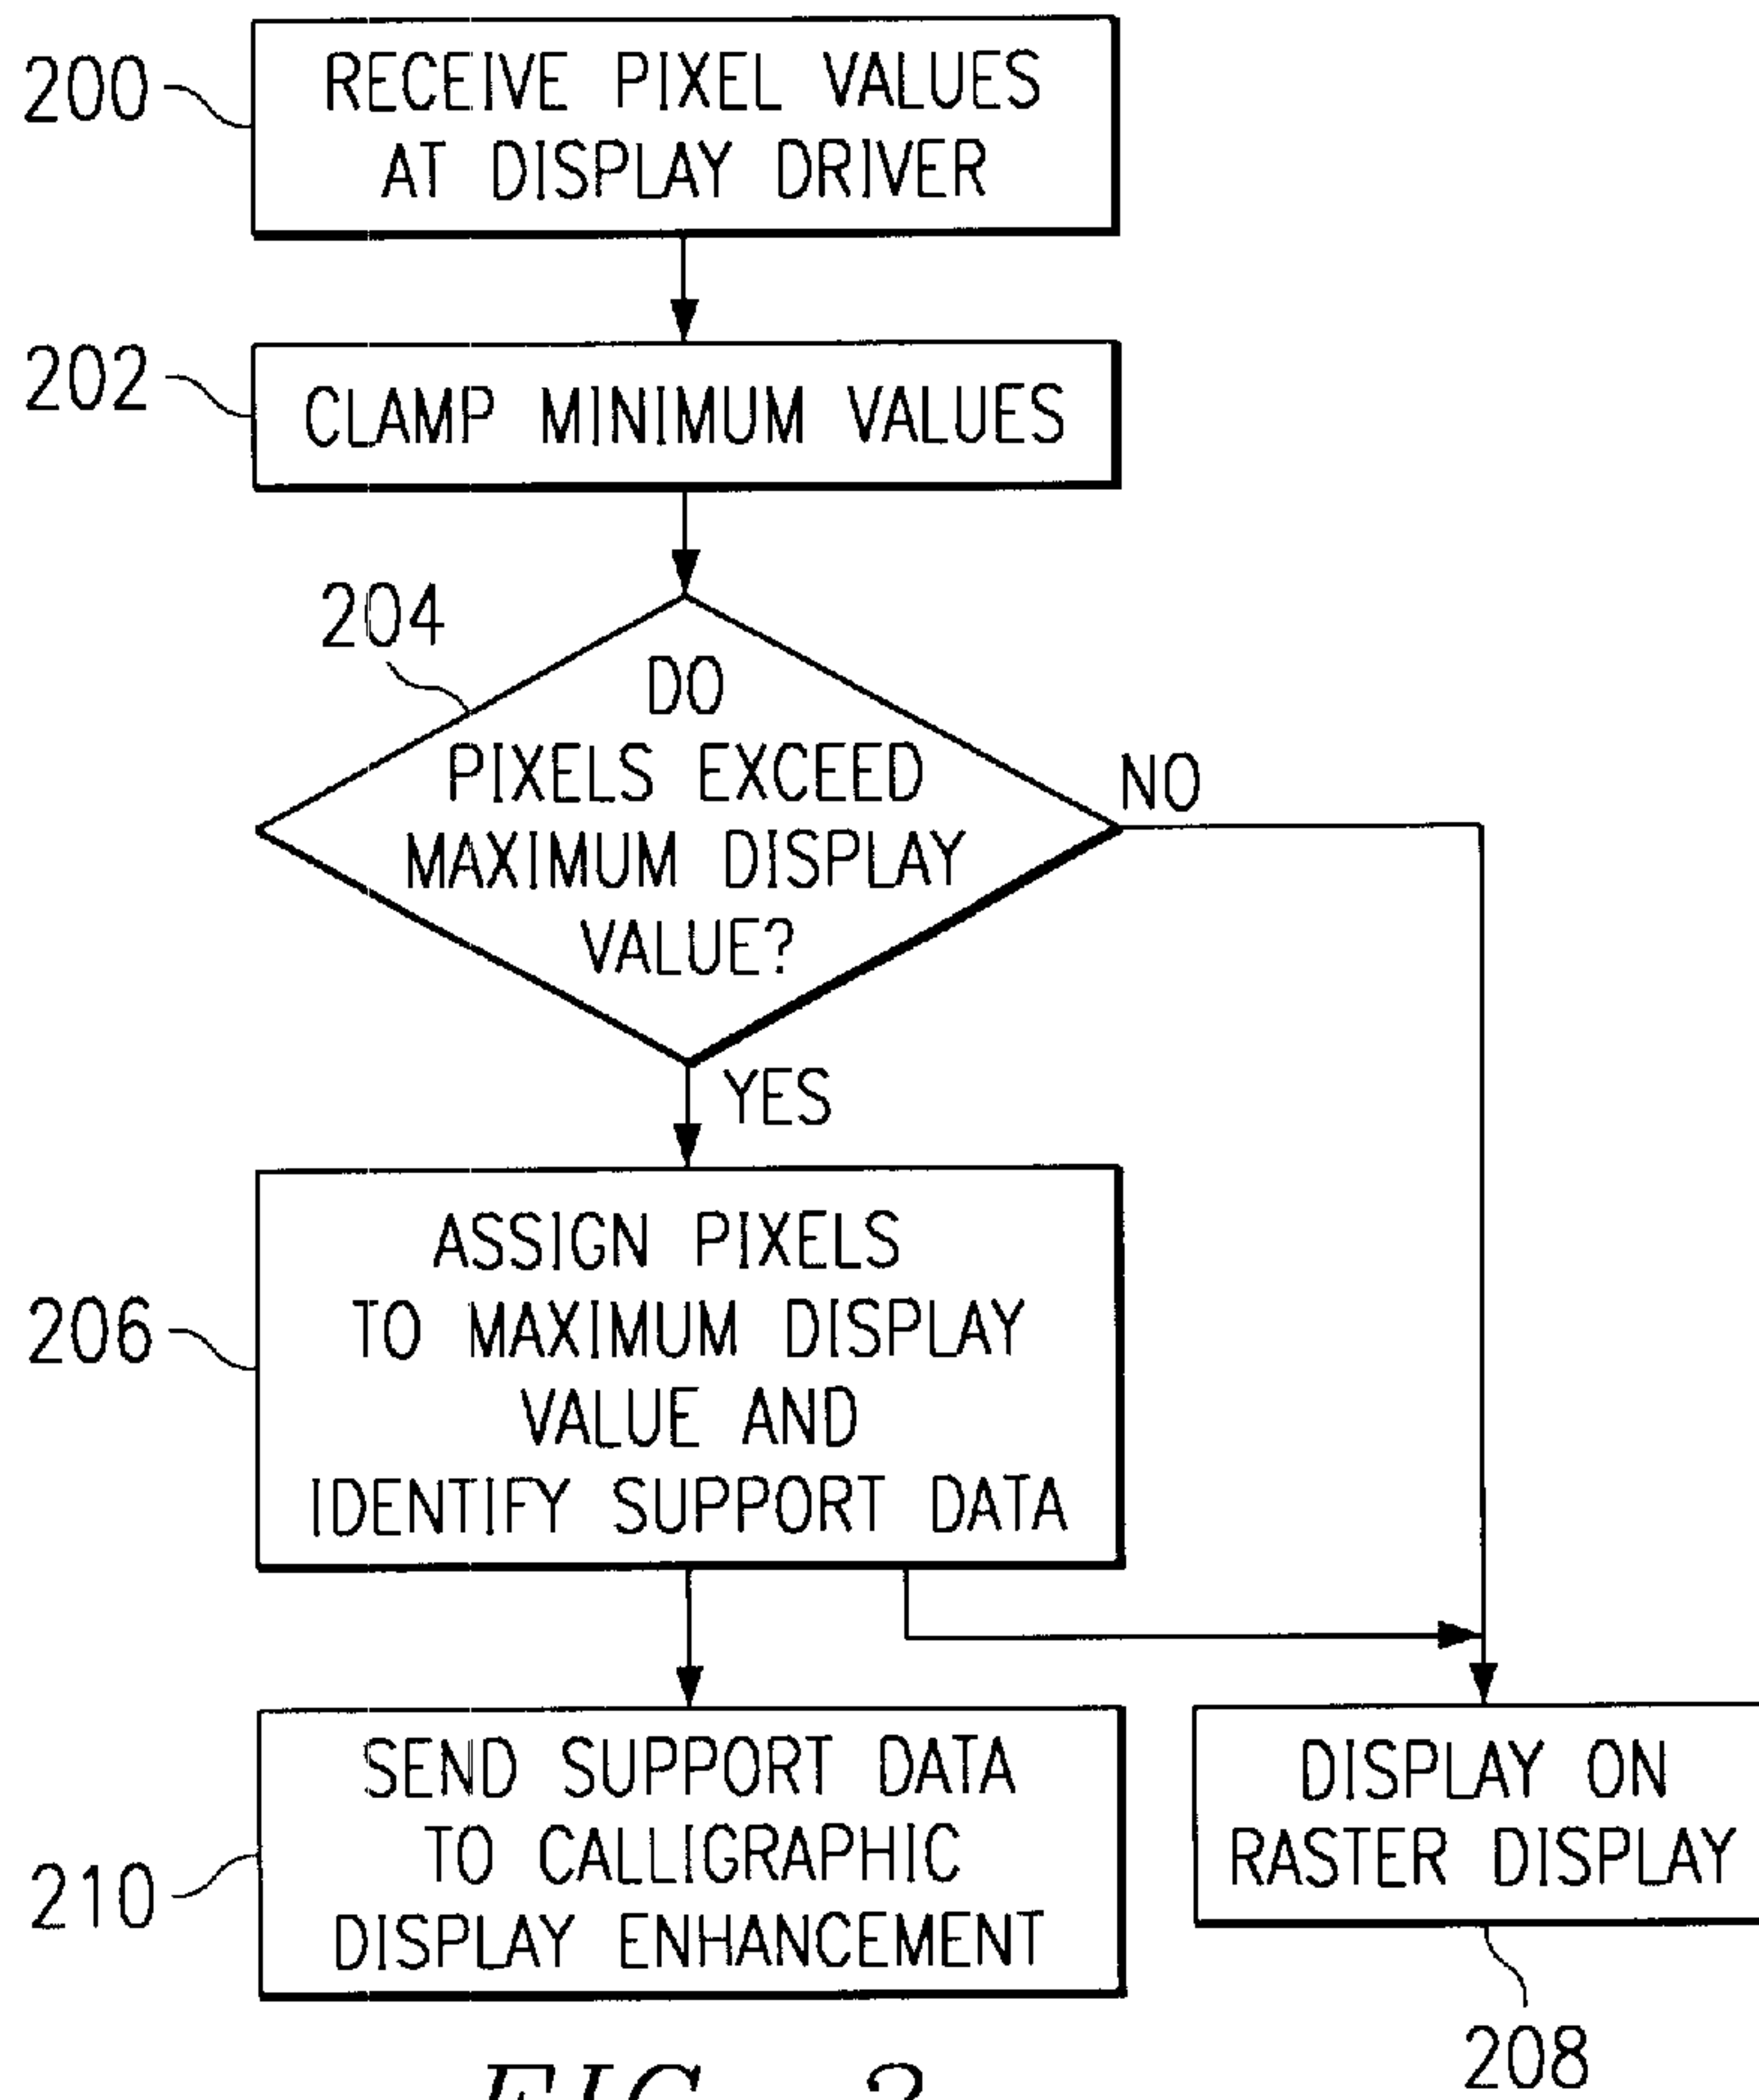 200
RECEIVE PIXEL VALUES
AT DISPLAY DRIVER
202
CLAMP MINIMUM VALUES
204
DO
PIXELS EXCEED
MAXIMUM DISPLAY
VALUE?
NO
YES
206
ASSIGN PIXELS
TO MAXIMUM DISPLAY
VALUE AND
IDENTIFY SUPPORT DATA
210
SEND SUPPORT DATA
TO CALLIGRAPHIC
DISPLAY ENHANCEMENT
DISPLAY ON
RASTER DISPLAY
208
FIG.